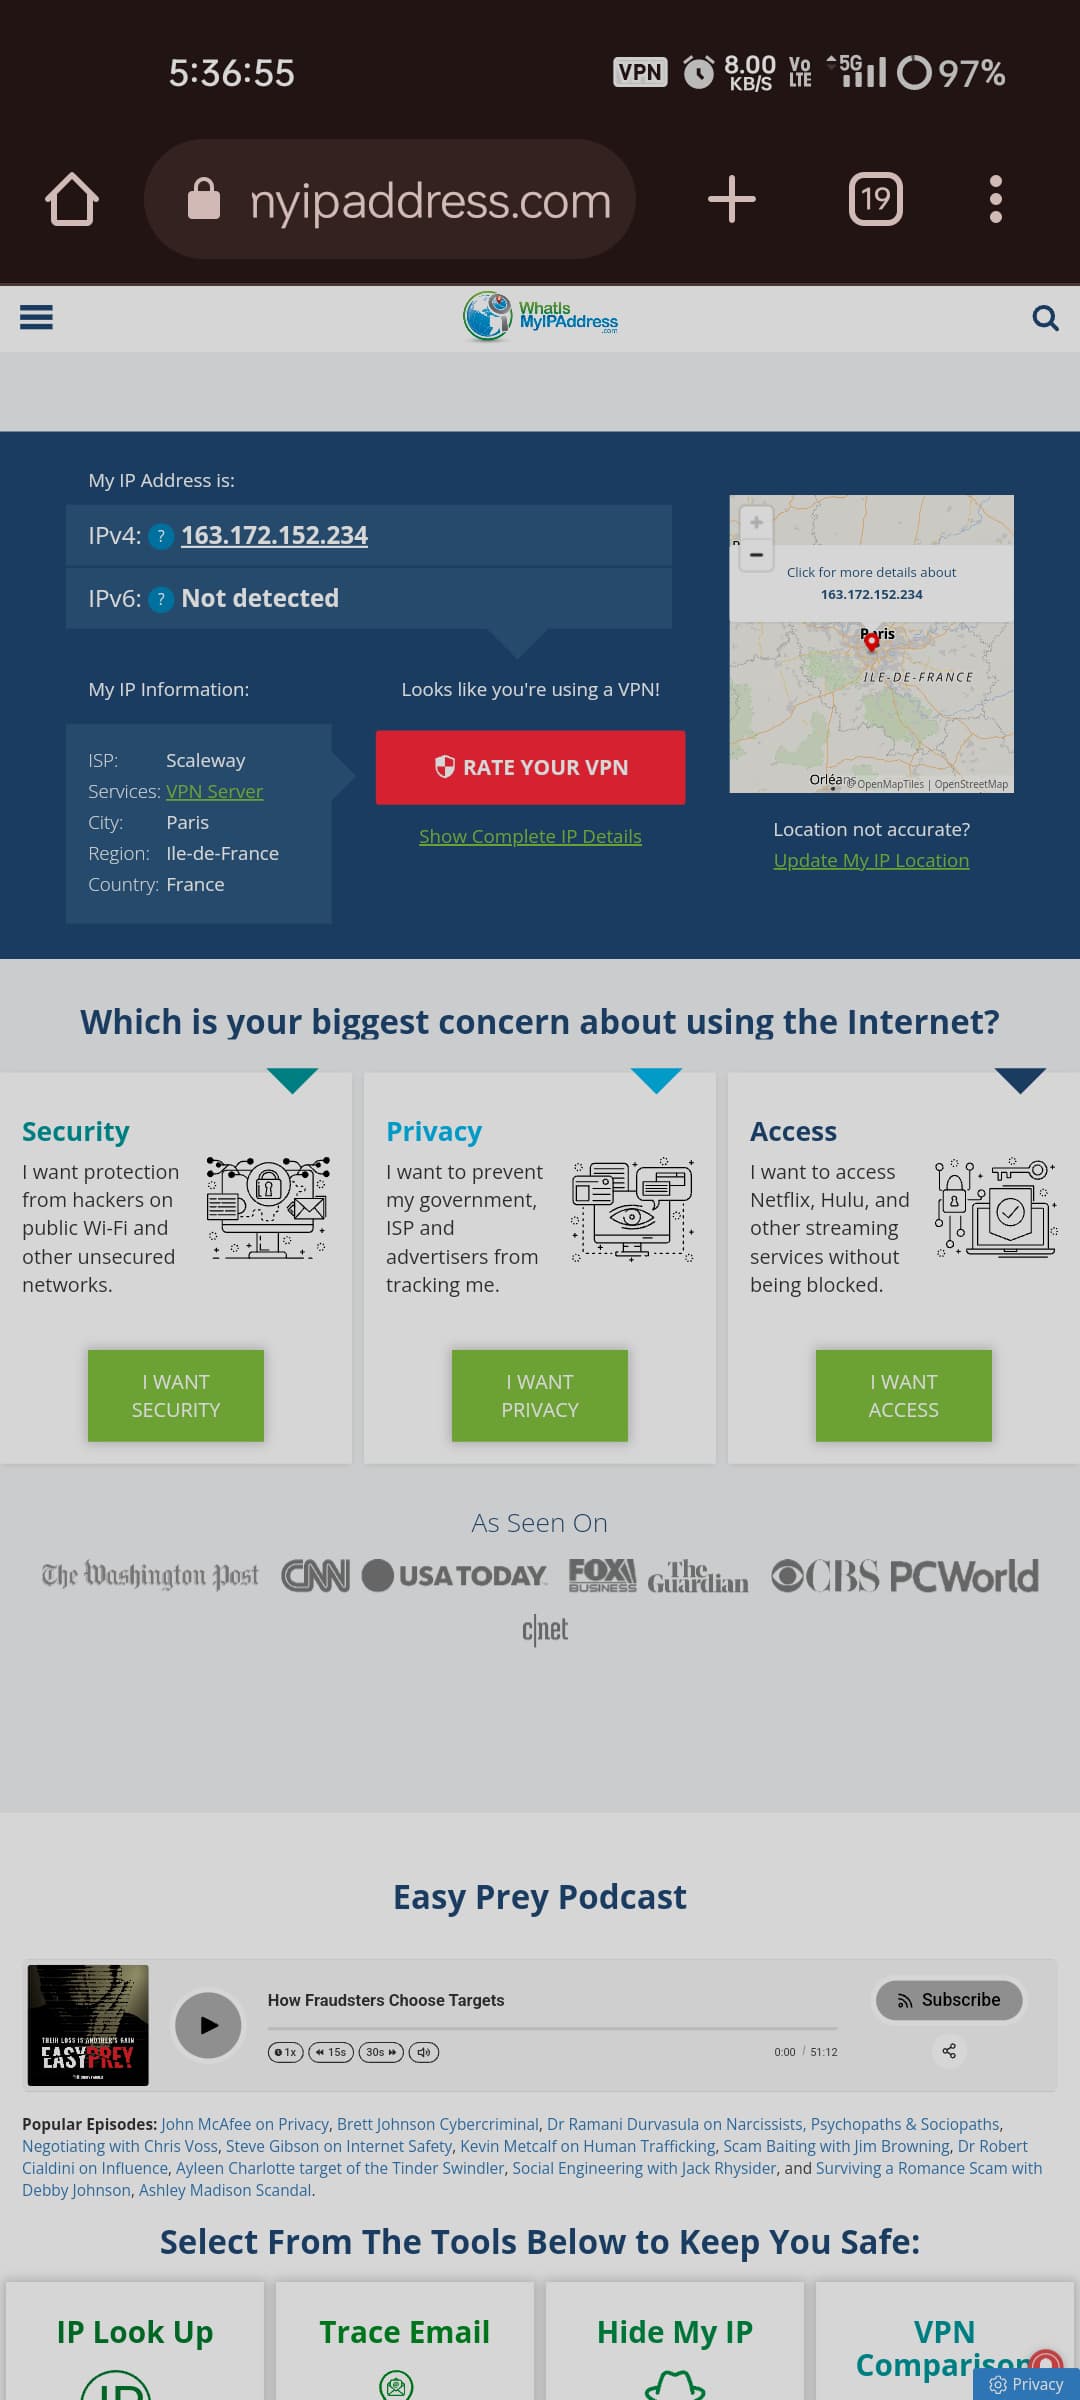 5:36:55
VPN 8.00 KB/S Vo LTE 5G 97%
nyipaddress.com
19
WhatIs
MyIPAddress
.com
My IP Address is:
IPv4: ? 163.172.152.234
IPv6: ? Not detected
My IP Information:
ISP: Scaleway
Services: VPN Server
City: Paris
Region: Ile-de-France
Country: France
Looks like you're using a VPN!
RATE YOUR VPN
Show Complete IP Details
+
−
Click for more details about
163.172.152.234
Paris
ILE-DE-FRANCE
Orléans
© OpenMapTiles | OpenStreetMap
Location not accurate?
Update My IP Location
Which is your biggest concern about using the Internet?
Security
I want protection
from hackers on
public Wi-Fi and
other unsecured
networks.
I WANT
SECURITY
Privacy
I want to prevent
my government,
ISP and
advertisers from
tracking me.
I WANT
PRIVACY
Access
I want to access
Netflix, Hulu, and
other streaming
services without
being blocked.
I WANT
ACCESS
As Seen On
The Washington Post CNN USA TODAY FOX BUSINESS The Guardian CBS PCWorld
c|net
Easy Prey Podcast
THEIR LOSS IS ANOTHER'S GAIN
EASYPREY
How Fraudsters Choose Targets
1x 15s 30s
0:00 / 51:12
Subscribe
Popular Episodes: John McAfee on Privacy, Brett Johnson Cybercriminal, Dr Ramani Durvasula on Narcissists, Psychopaths & Sociopaths,
Negotiating with Chris Voss, Steve Gibson on Internet Safety, Kevin Metcalf on Human Trafficking, Scam Baiting with Jim Browning, Dr Robert
Cialdini on Influence, Ayleen Charlotte target of the Tinder Swindler, Social Engineering with Jack Rhysider, and Surviving a Romance Scam with
Debby Johnson, Ashley Madison Scandal.
Select From The Tools Below to Keep You Safe:
IP Look Up
IP
Trace Email
Hide My IP
VPN
Comparison
Privacy